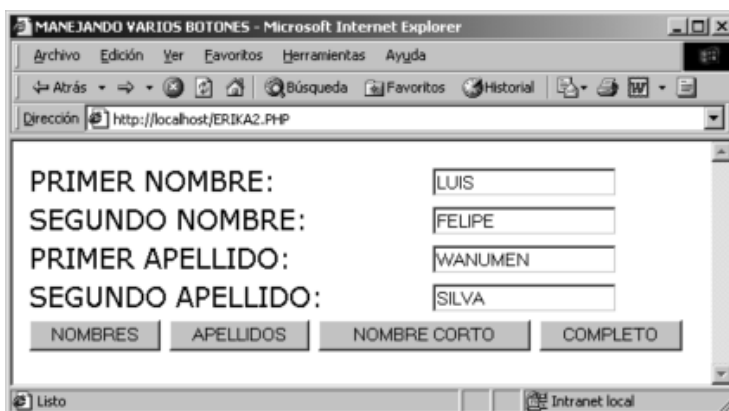 MANEJANDO VARIOS BOTONES - Microsoft Internet Explorer
Archivo Edición Ver Favoritos Herramientas Ayuda
Atrás Búsqueda Favoritos Historial W
Dirección http://localhost/ERIKA2.PHP
PRIMER NOMBRE: LUIS
SEGUNDO NOMBRE: FELIPE
PRIMER APELLIDO: WANUMEN
SEGUNDO APELLIDO: SILVA
NOMBRES APELLIDOS NOMBRE CORTO COMPLETO
Listo Intranet local